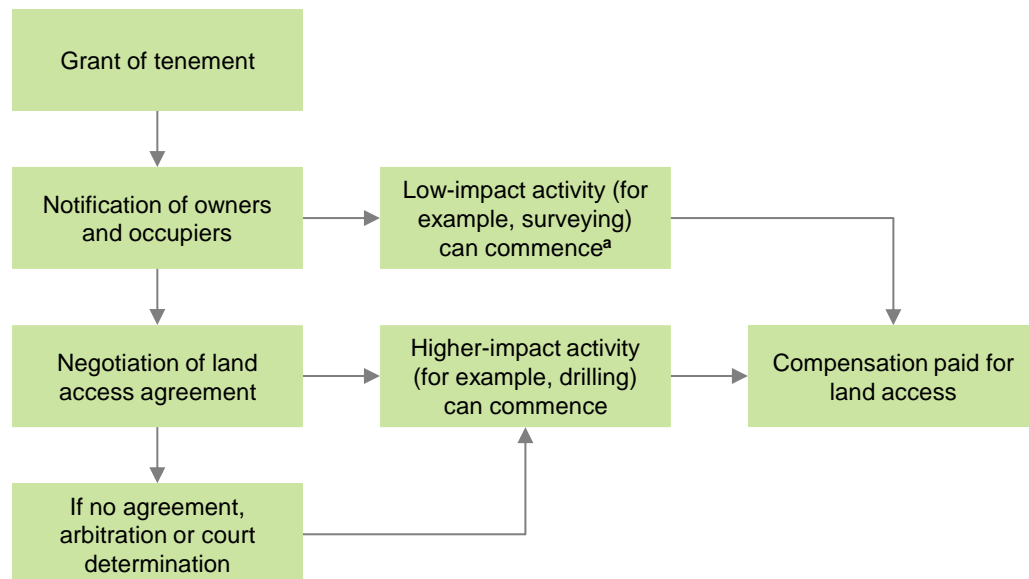 Grant of tenement
Notification of owners
and occupiers
Low-impact activity (for
example, surveying)
can commenceᵃ
Negotiation of land
access agreement
Higher-impact activity
(for example, drilling)
can commence
Compensation paid for
land access
If no agreement,
arbitration or court
determination